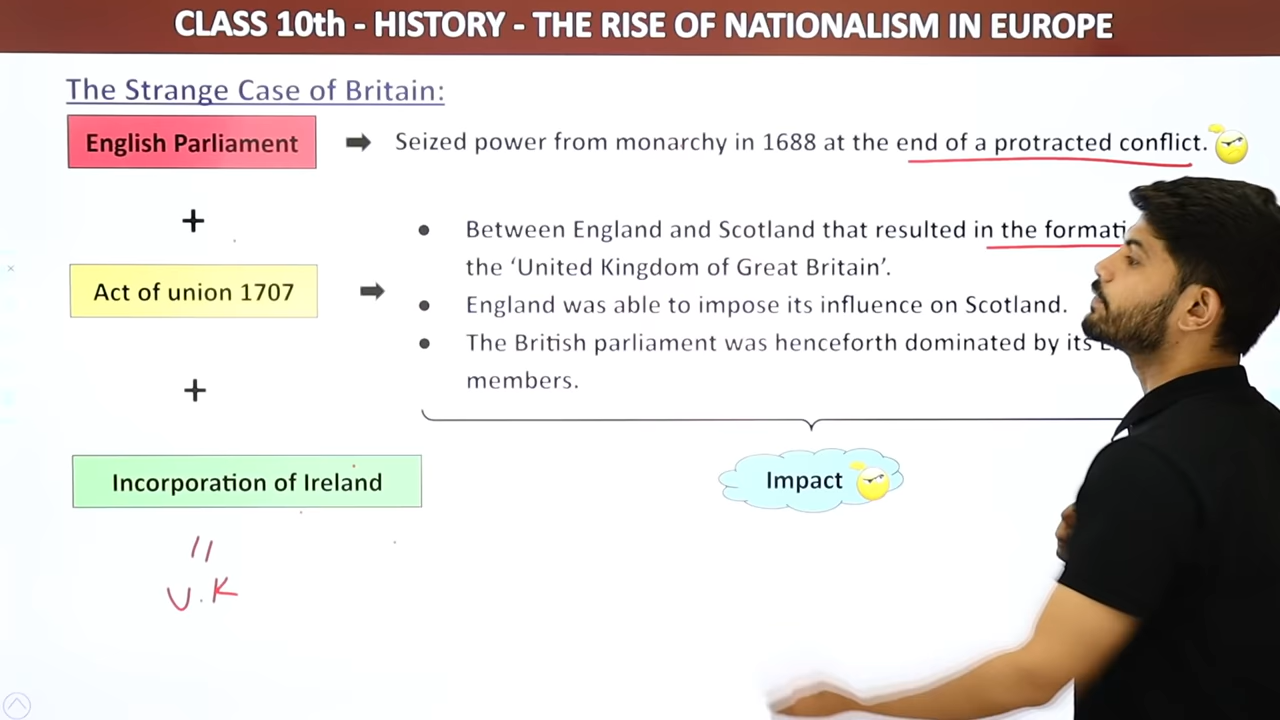 CLASS 10th - HISTORY - THE RISE OF NATIONALISM IN EUROPE
The Strange Case of Britain:
English Parliament
Seized power from monarchy in 1688 at the end of a protracted conflict.
+
Act of union 1707
• Between England and Scotland that resulted in the formati
the ‘United Kingdom of Great Britain’.
• England was able to impose its influence on Scotland.
• The British parliament was henceforth dominated by its
members.
+
Incorporation of Ireland
Impact
U.K